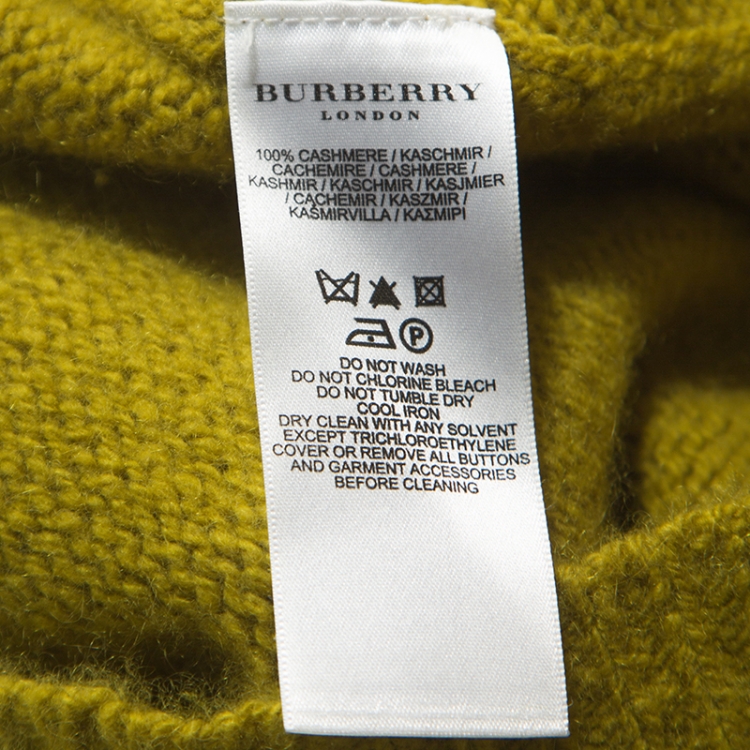 BURBERRY
LONDON
100% CASHMERE / KASCHMIR /
CACHEMIRE / CASHMERE /
KASHMIR / KASCHMIR / KASJMIER
/ CACHEMIR / KASZMIR /
KAŠMIRVILLA / ΚΑΣΜΙΡΙ
P
DO NOT WASH
DO NOT CHLORINE BLEACH
DO NOT TUMBLE DRY
COOL IRON
DRY CLEAN WITH ANY SOLVENT
EXCEPT TRICHLOROETHYLENE
COVER OR REMOVE ALL BUTTONS
AND GARMENT ACCESSORIES
BEFORE CLEANING